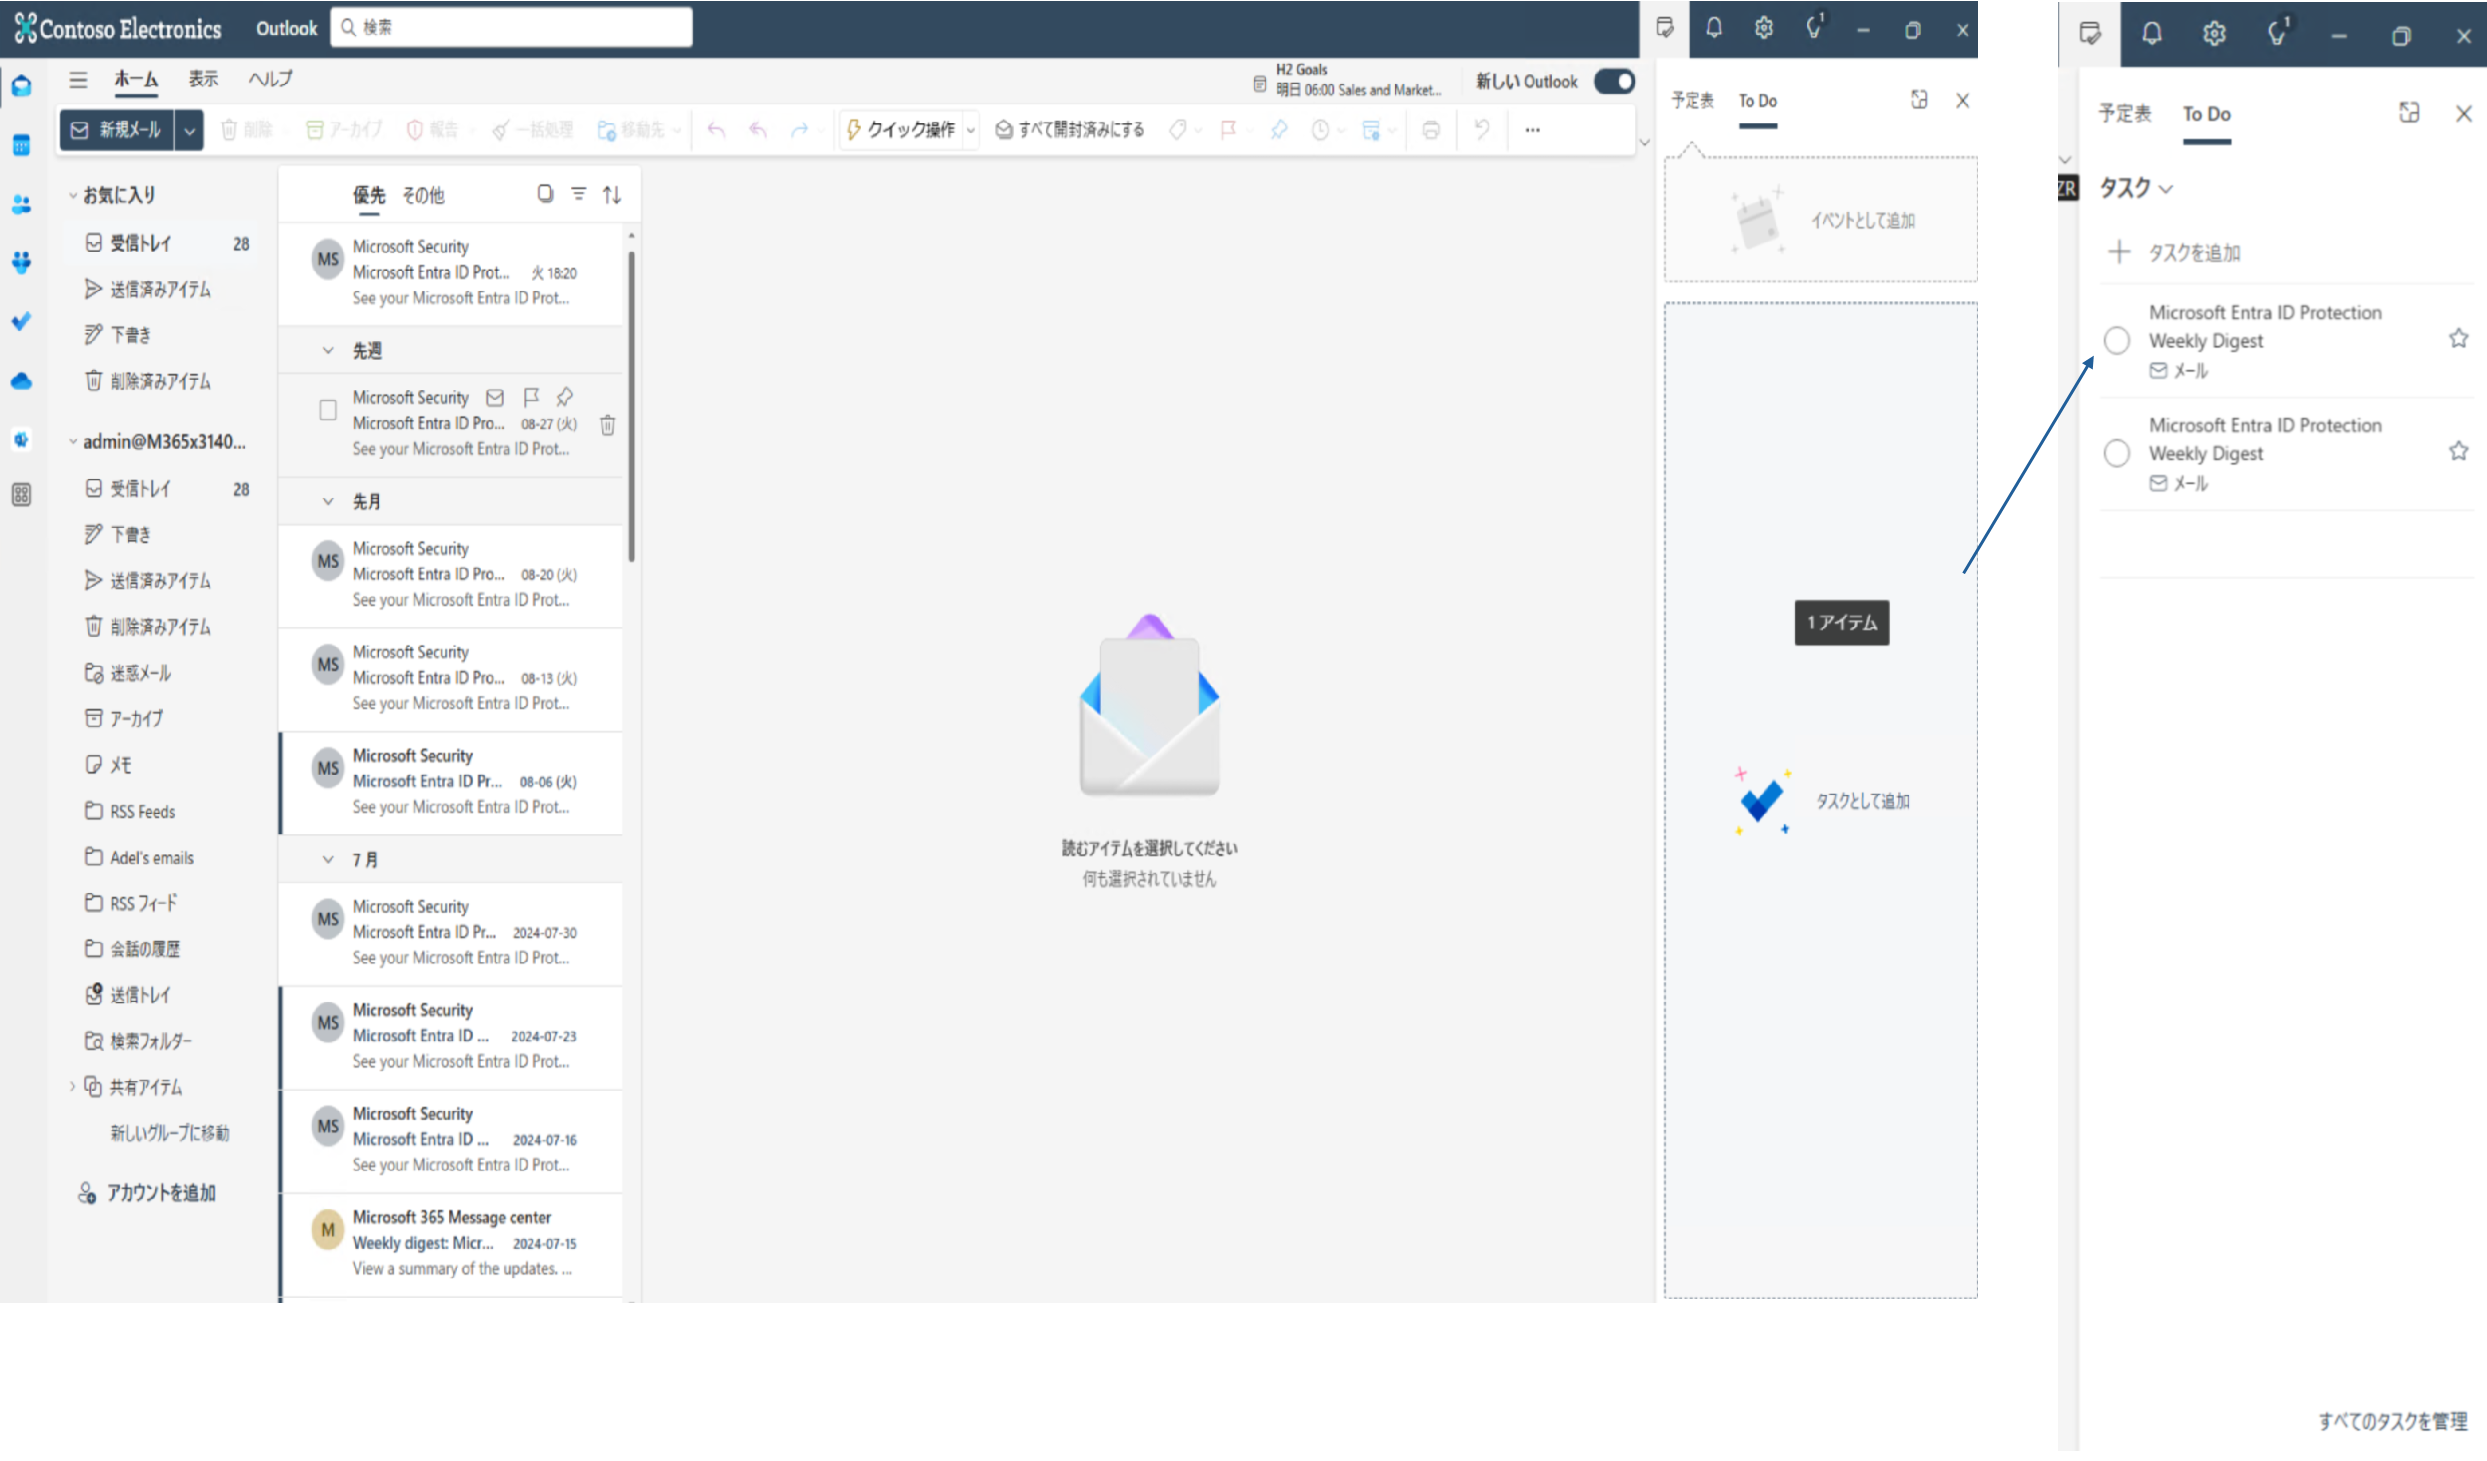 Contoso Electronics
Outlook
検索
1
ホーム
表示
ヘルプ
H2 Goals
明日 06:00 Sales and Market...
新しい Outlook
新規メール
削除
アーカイブ
報告
一括処理
移動先
クイック操作
すべて開封済みにする
...
お気に入り
受信トレイ 28
送信済みアイテム
下書き
削除済みアイテム
admin@M365x3140...
受信トレイ 28
下書き
送信済みアイテム
削除済みアイテム
迷惑メール
アーカイブ
メモ
RSS Feeds
Adel's emails
RSS フィード
会話の履歴
送信トレイ
検索フォルダー
共有アイテム
新しいグループに移動
アカウントを追加
優先 その他
MS
Microsoft Security
Microsoft Entra ID Prot... 火 18:20
See your Microsoft Entra ID Prot...
先週
Microsoft Security
Microsoft Entra ID Pro... 08-27 (火)
See your Microsoft Entra ID Prot...
先月
MS
Microsoft Security
Microsoft Entra ID Pro... 08-20 (火)
See your Microsoft Entra ID Prot...
MS
Microsoft Security
Microsoft Entra ID Pro... 08-13 (火)
See your Microsoft Entra ID Prot...
MS
Microsoft Security
Microsoft Entra ID Pr... 08-06 (火)
See your Microsoft Entra ID Prot...
7 月
MS
Microsoft Security
Microsoft Entra ID Pr... 2024-07-30
See your Microsoft Entra ID Prot...
MS
Microsoft Security
Microsoft Entra ID ... 2024-07-23
See your Microsoft Entra ID Prot...
MS
Microsoft Security
Microsoft Entra ID ... 2024-07-16
See your Microsoft Entra ID Prot...
M
Microsoft 365 Message center
Weekly digest: Micr... 2024-07-15
View a summary of the updates. ...
読むアイテムを選択してください
何も選択されていません
予定表 To Do
イベントとして追加
1 アイテム
タスクとして追加
1
予定表 To Do
ZR
タスク
タスクを追加
Microsoft Entra ID Protection
Weekly Digest
メール
Microsoft Entra ID Protection
Weekly Digest
メール
すべてのタスクを管理